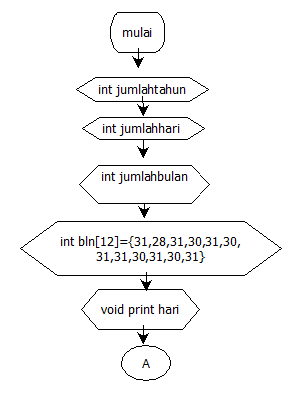 mulai
int jumlahtahun
int jumlahhari
int jumlahbulan
int bln[12]={31,28,31,30,31,30,
31,31,30,31,30,31}
void print hari
A